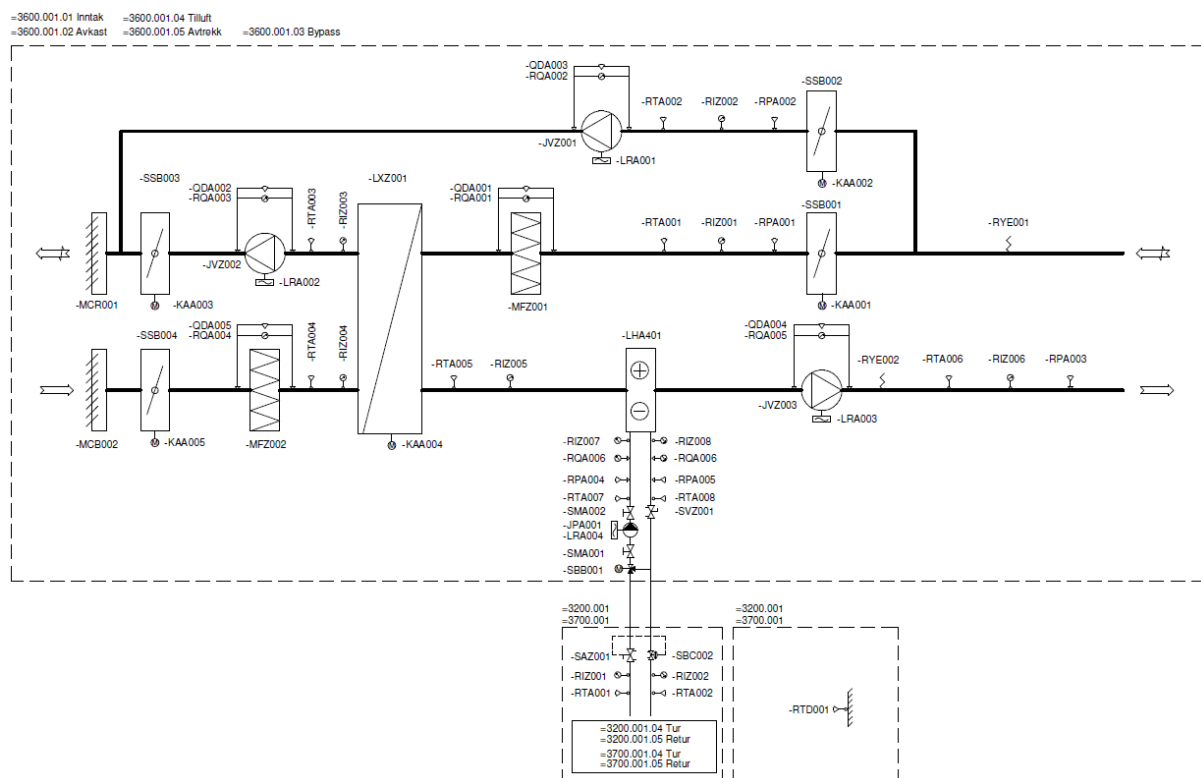 =3600.001.01 Inntak =3600.001.04 Tilluft
=3600.001.02 Avkast =3600.001.05 Avtrekk =3600.001.03 Bypass
-QDA003
-RQA002
-SSB002
-RTA002 -RIZ002 -RPA002
-JVZ001
-LRA001
-KAA002
-SSB003
-QDA002
-RQA003
-RTA003
-RIZ003
-LXZ001
-QDA001
-RQA001
-SSB001
-RTA001 -RIZ001 -RPA001
-RYE001
-JVZ002
-LRA002
-MCR001
-KAA003
M
-MFZ001
-KAA001
-SSB004
-QDA005
-RQA004
-RTA004
-RIZ004
-RTA005 -RIZ005
-LHA401
-QDA004
-RQA005
-RYE002
-RTA006 -RIZ006 -RPA003
-JVZ003
-LRA003
-MCB002
-KAA005
-MFZ002
-KAA004
-RIZ007 -RIZ008
-RQA006 -RQA006
-RPA004 -RPA005
-RTA007 -RTA008
-SMA002 -SVZ001
-JPA001
-LRA004
-SMA001
-SBB001
=3200.001
=3700.001
=3200.001
=3700.001
-SAZ001 -SBC002
-RIZ001 -RIZ002
-RTA001 -RTA002
-RTD001
=3200.001.04 Tur
=3200.001.05 Retur
=3700.001.04 Tur
=3700.001.05 Retur